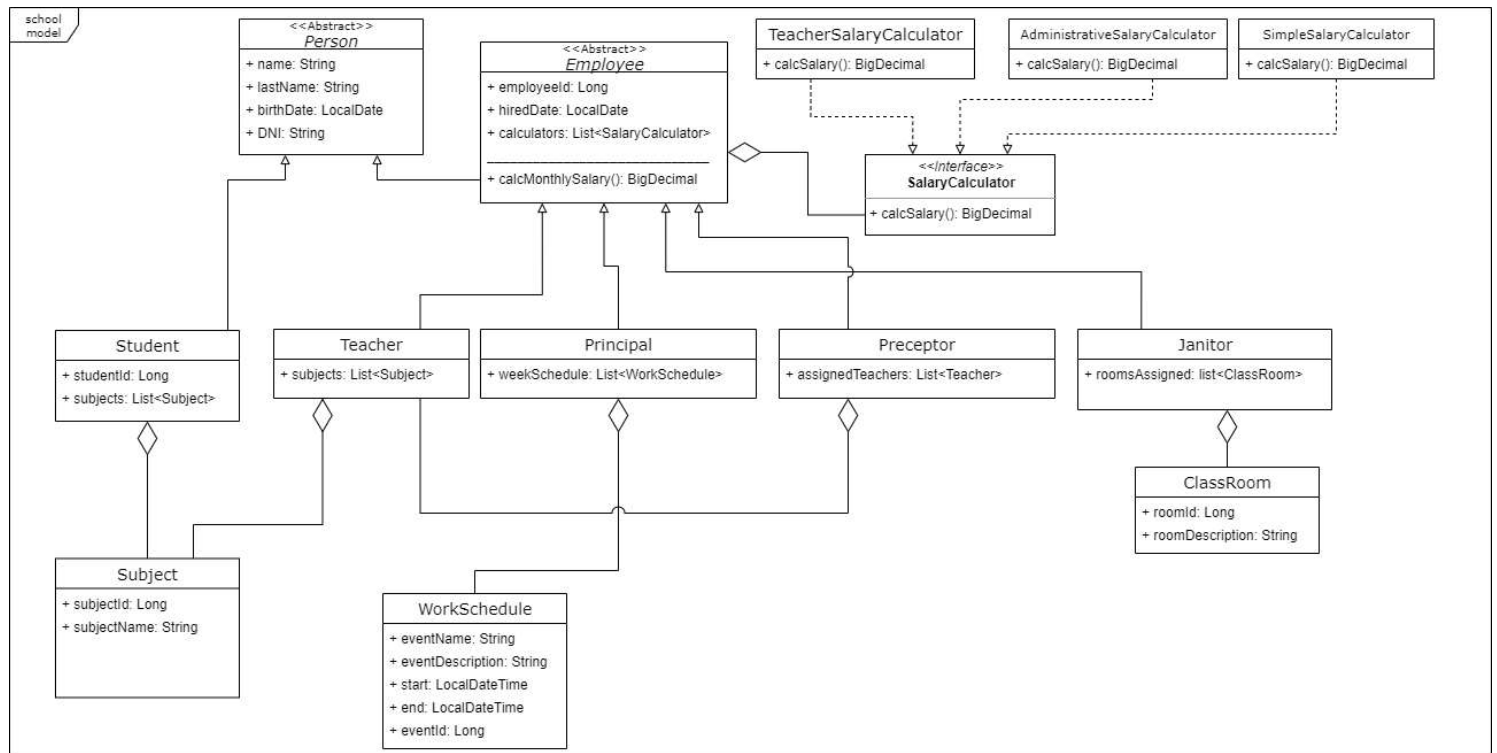 school
model
<<Abstract>>
Person
+ name: String
+ lastName: String
+ birthDate: LocalDate
+ DNI: String
<<Abstract>>
Employee
+ employeeId: Long
+ hiredDate: LocalDate
+ calculators: List<SalaryCalculator>
+ calcMonthlySalary(): BigDecimal
TeacherSalaryCalculator
+ calcSalary(): BigDecimal
AdministrativeSalaryCalculator
+ calcSalary(): BigDecimal
SimpleSalaryCalculator
+ calcSalary(): BigDecimal
<<Interface>>
SalaryCalculator
+ calcSalary(): BigDecimal
Student
+ studentId: Long
+ subjects: List<Subject>
Teacher
+ subjects: List<Subject>
Principal
+ weekSchedule: List<WorkSchedule>
Preceptor
+ assignedTeachers: List<Teacher>
Janitor
+ roomsAssigned: list<ClassRoom>
ClassRoom
+ roomId: Long
+ roomDescription: String
Subject
+ subjectId: Long
+ subjectName: String
WorkSchedule
+ eventName: String
+ eventDescription: String
+ start: LocalDateTime
+ end: LocalDateTime
+ eventId: Long